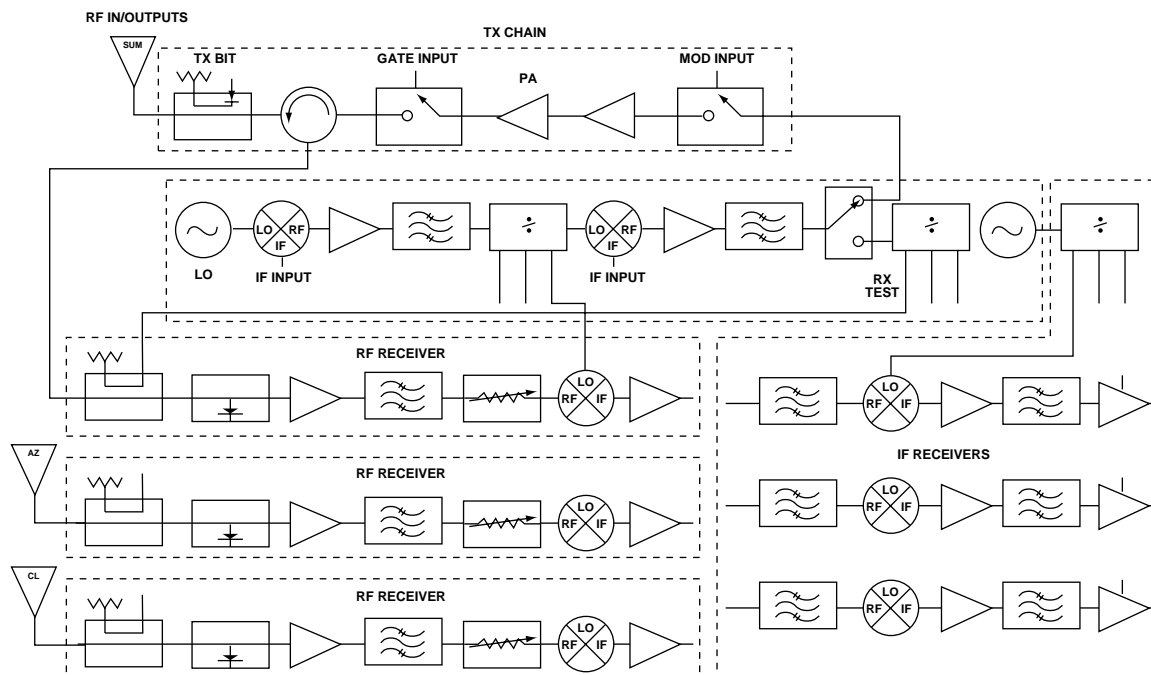 RF IN/OUTPUTS
SUM
TX CHAIN
TX BIT
GATE INPUT
PA
MOD INPUT
LO
RF
IF
LO
RF
IF
÷
÷
÷
LO
IF INPUT
IF INPUT
RX
TEST
RF RECEIVER
LO
RF
IF
LO
RF
IF
AZ
RF RECEIVER
IF RECEIVERS
LO
RF
IF
LO
RF
IF
CL
RF RECEIVER
LO
RF
IF
LO
RF
IF